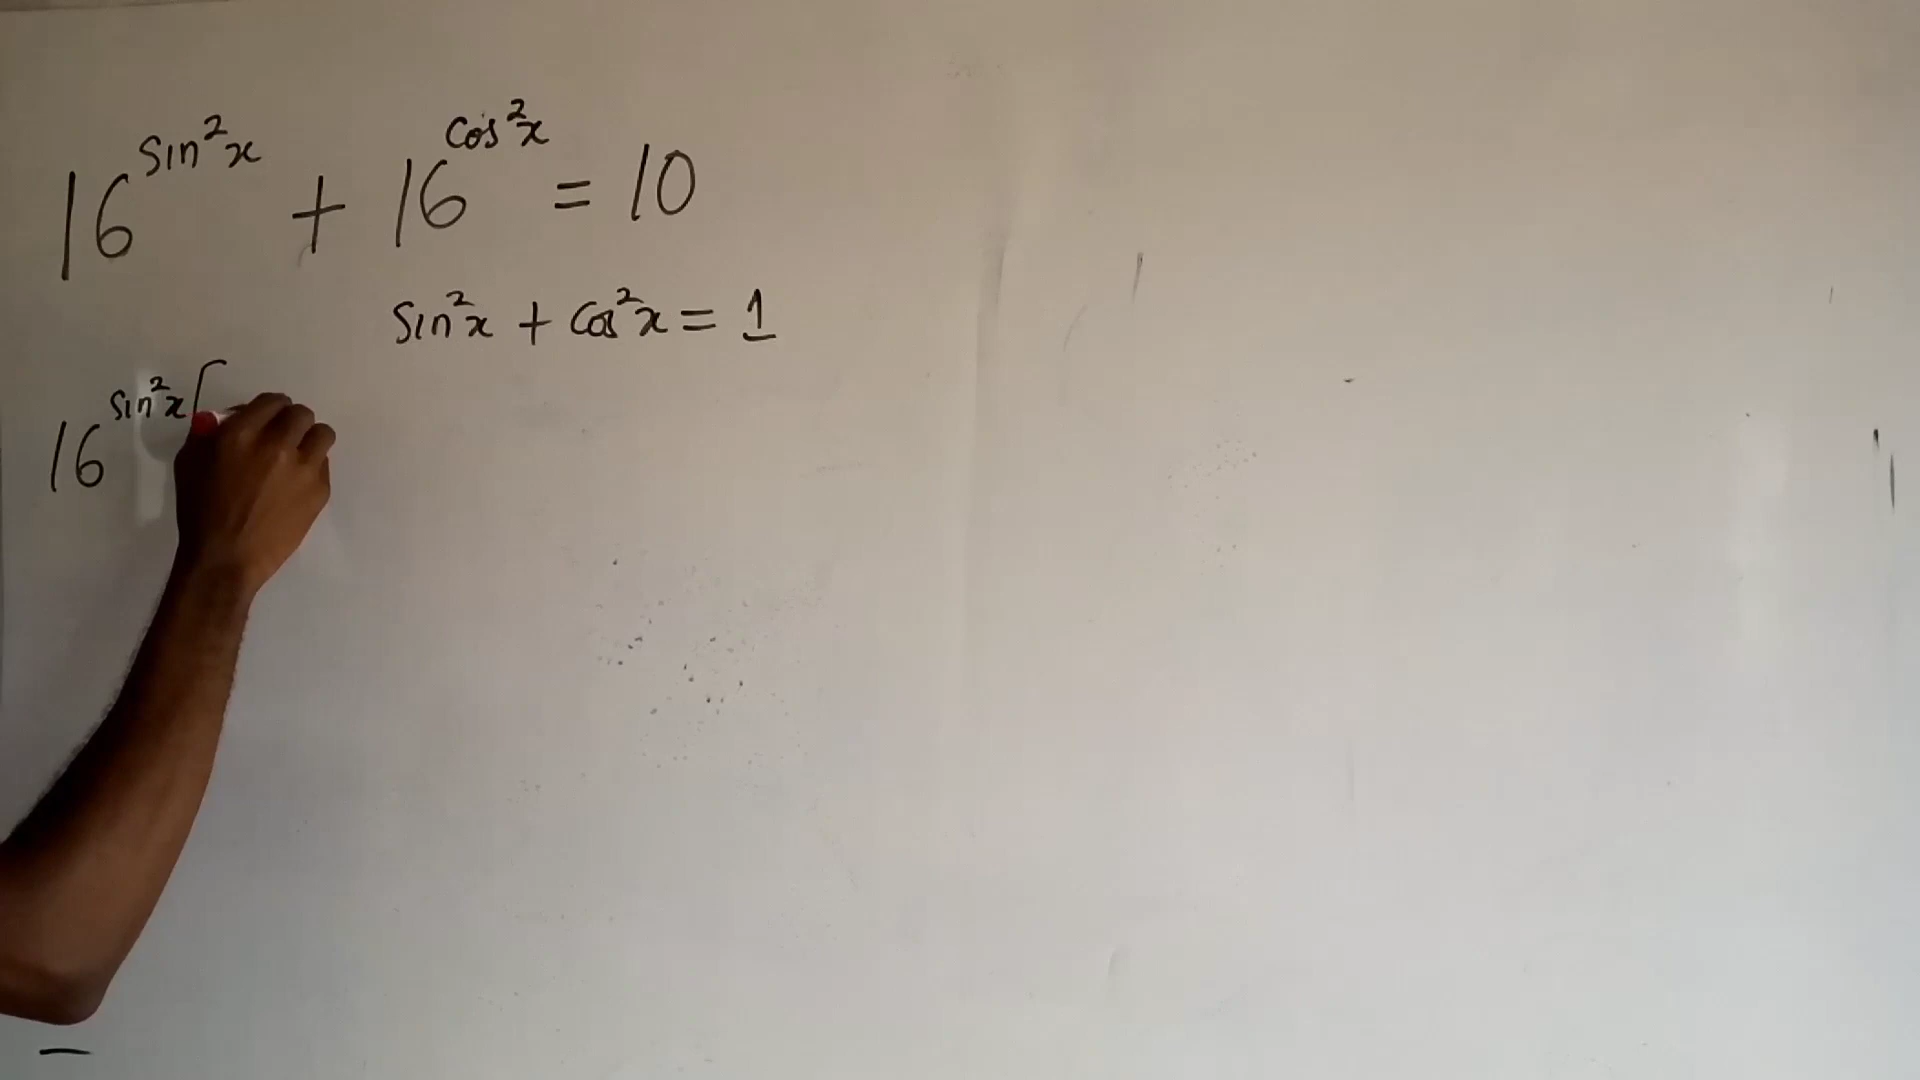 16^sin²x + 16^cos²x = 10
sin²x + cos²x = 1
16^sin²x